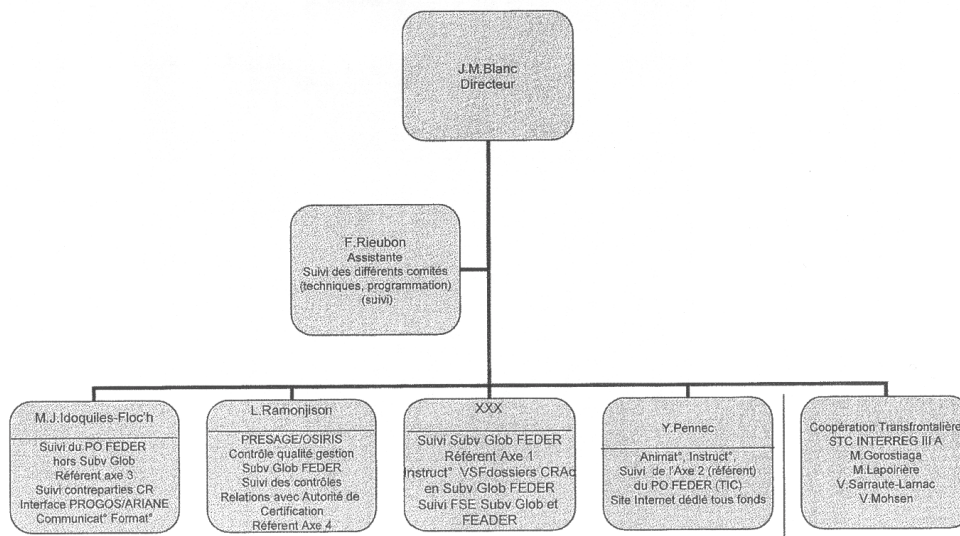 J.M.Blanc
Directeur
F.Rieubon
Assistante
Suivi des différents comités
(techniques, programmation)
(suivi)
M.J.Idoquiles-Floc'h
Suivi du PO FEDER
hors Subv Glob
Référent axe 3
Suivi contreparties CR
Interface PROGOS/ARIANE
Communicat° Format°
L.Ramonjison
PRESAGE/OSIRIS
Contrôle qualité gestion
Subv Glob FEDER
Suivi des contrôles
Relations avec Autorité de
Certification
Référent Axe 4
XXX
Suivi Subv Glob FEDER
Référent Axe 1
Instruct° VSFdossiers CRAq
en Subv Glob FEDER
Suivi FSE Subv Glob et
FEADER
Y.Pennec
Animat°, Instruct°,
Suivi de l'Axe 2 (référent)
du PO FEDER (TIC)
Site Internet dédié tous fonds
Coopération Transfrontalière
STC INTERREG III A
M.Gorostiaga
M.Lapoirière
V.Sarraute-Larnac
V.Mohsen